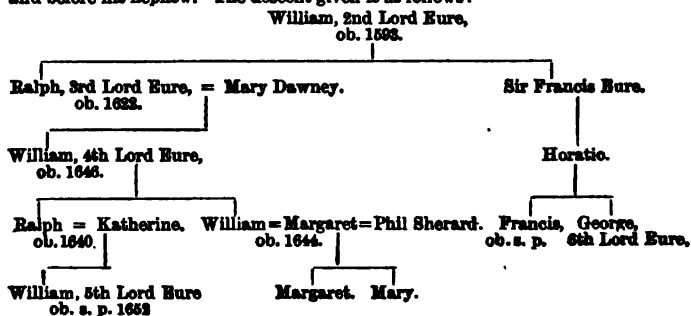 and before his nephew. The descent given is as follows:
William, 2nd Lord Eure,
ob. 1593.
Ralph, 3rd Lord Eure, = Mary Dawney. Sir Francis Eure.
ob. 1622.
William, 4th Lord Eure, Horatio.
ob. 1646.
Ralph = Katherine. William=Margaret=Phil Sherard. Francis, George,
ob. 1640. ob. 1644. ob. s. p. 6th Lord Eure,
William, 5th Lord Eure Margaret. Mary.
ob. s. p. 1652